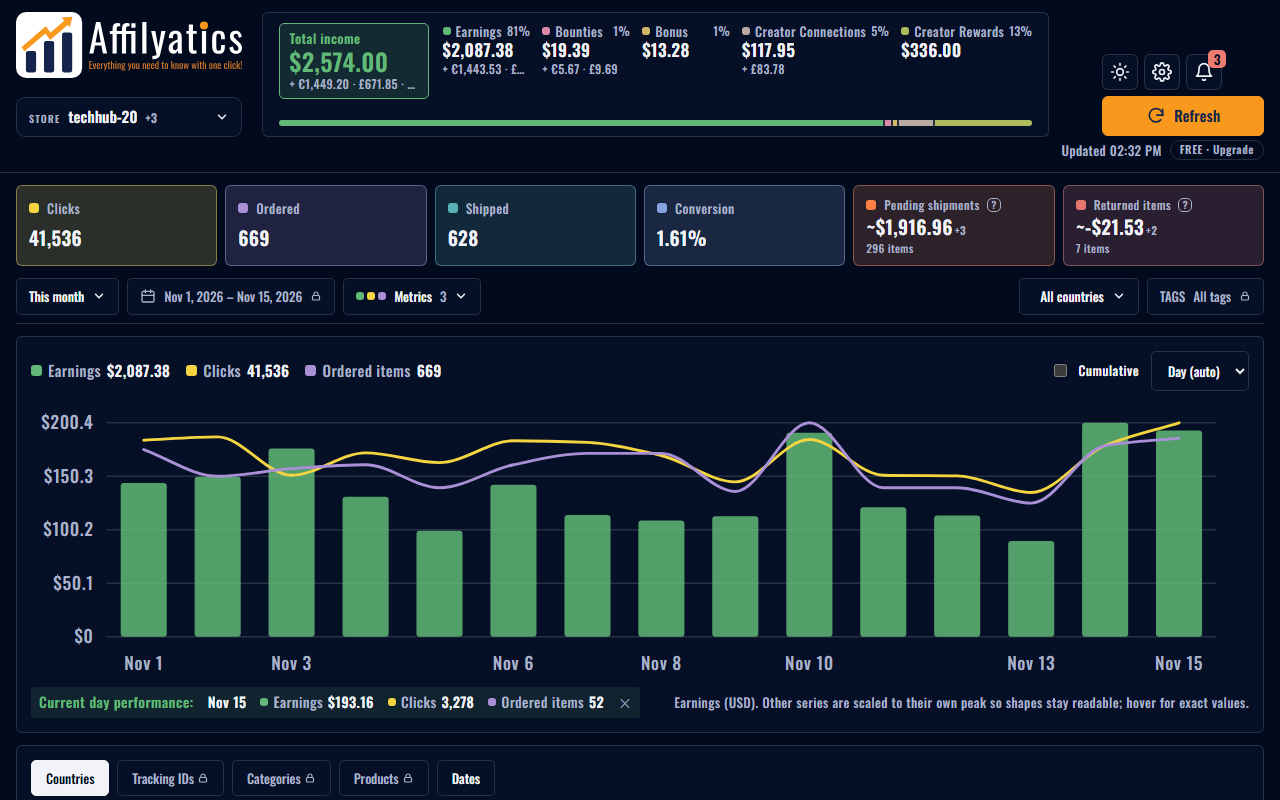 Affilyatics
Everything you need to know with one click!
STORE techhub-20 +3
Total income
$2,574.00
+ €1,449.20 · £671.85 · ...
Earnings 81%
$2,087.38
+ €1,443.53 · £...
Bounties 1%
$19.39
+ €5.67 · £9.69
Bonus 1%
$13.28
Creator Connections 5%
$117.95
+ £83.78
Creator Rewards 13%
$336.00
3
Refresh
Updated 02:32 PM FREE · Upgrade
Clicks
41,536
Ordered
669
Shipped
628
Conversion
1.61%
Pending shipments ?
~$1,916.96 +3
296 items
Returned items ?
~-$21.53 +2
7 items
This month
Nov 1, 2026 – Nov 15, 2026
Metrics 3
All countries
TAGS All tags
Earnings $2,087.38 Clicks 41,536 Ordered items 669
Cumulative
Day (auto)
$200.4
$150.3
$100.2
$50.1
$0
Nov 1 Nov 3 Nov 6 Nov 8 Nov 10 Nov 13 Nov 15
Current day performance: Nov 15 Earnings $193.16 Clicks 3,278 Ordered items 52
Earnings (USD). Other series are scaled to their own peak so shapes stay readable; hover for exact values.
Countries
Tracking IDs
Categories
Products
Dates